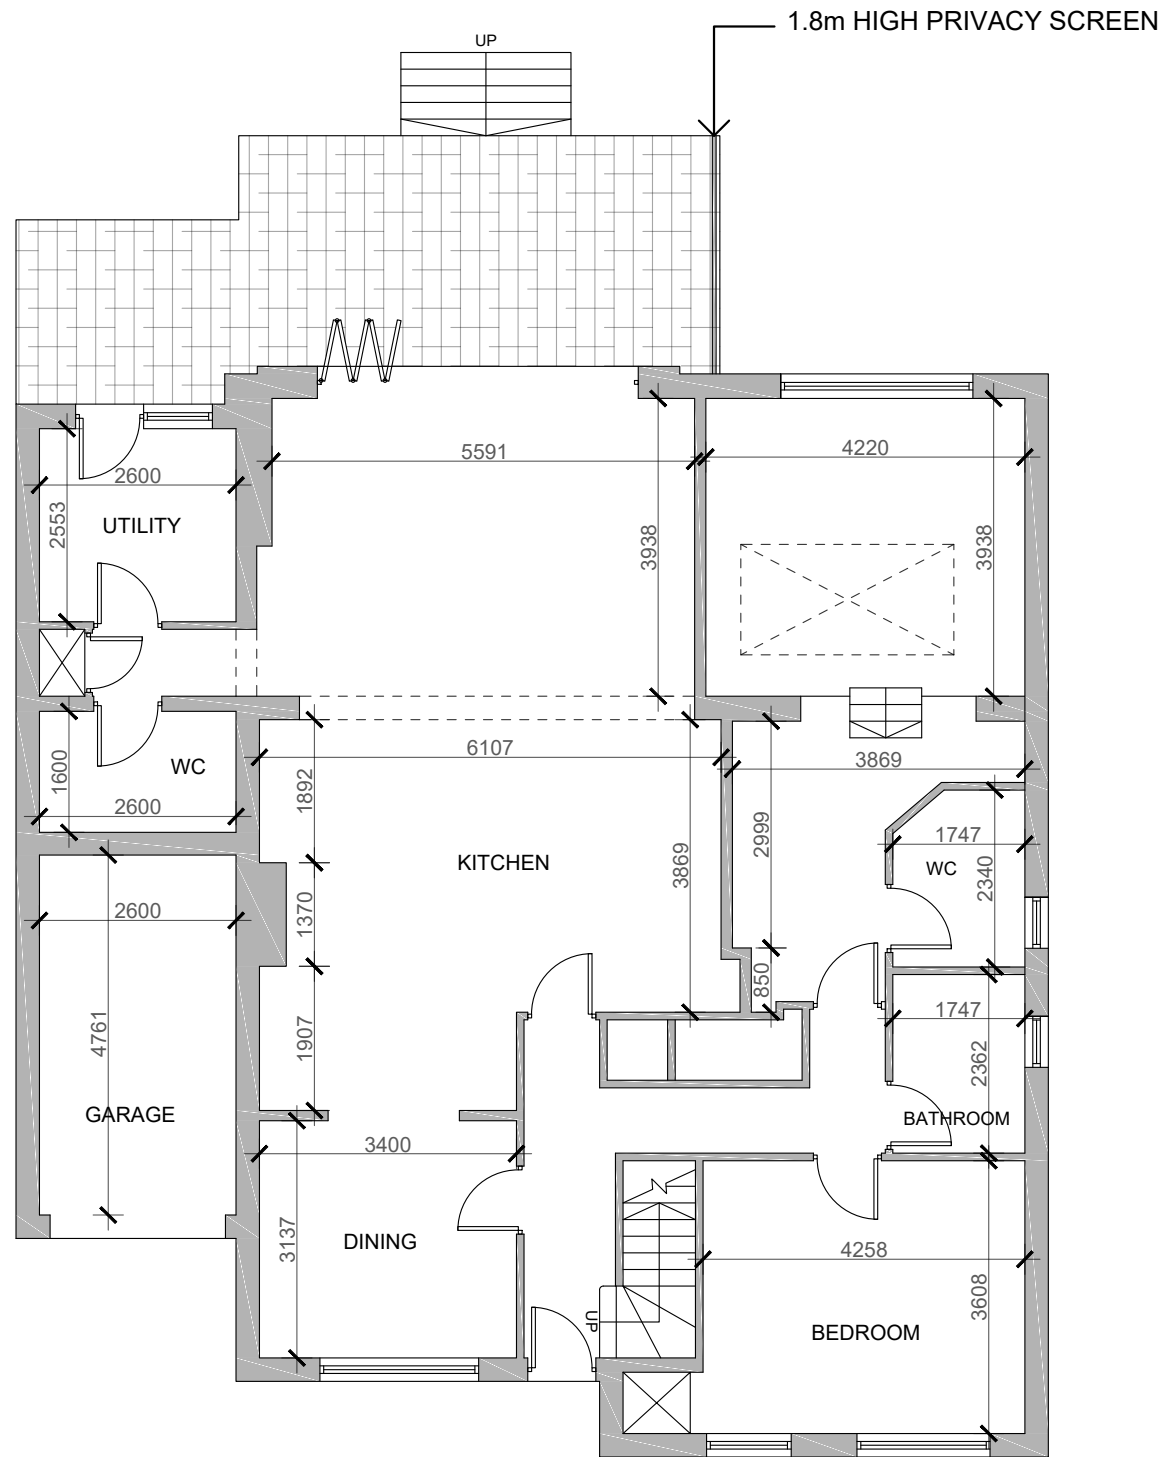 1.8m HIGH PRIVACY SCREEN
UP
5591
4220
2600
2553
UTILITY
3938
3938
6107
3869
1600
WC
2600
1892
2999
1747
KITCHEN
3869
WC
2340
2600
1370
850
4761
1907
1747
2362
GARAGE
BATHROOM
3400
3137
DINING
4258
3608
UP
BEDROOM